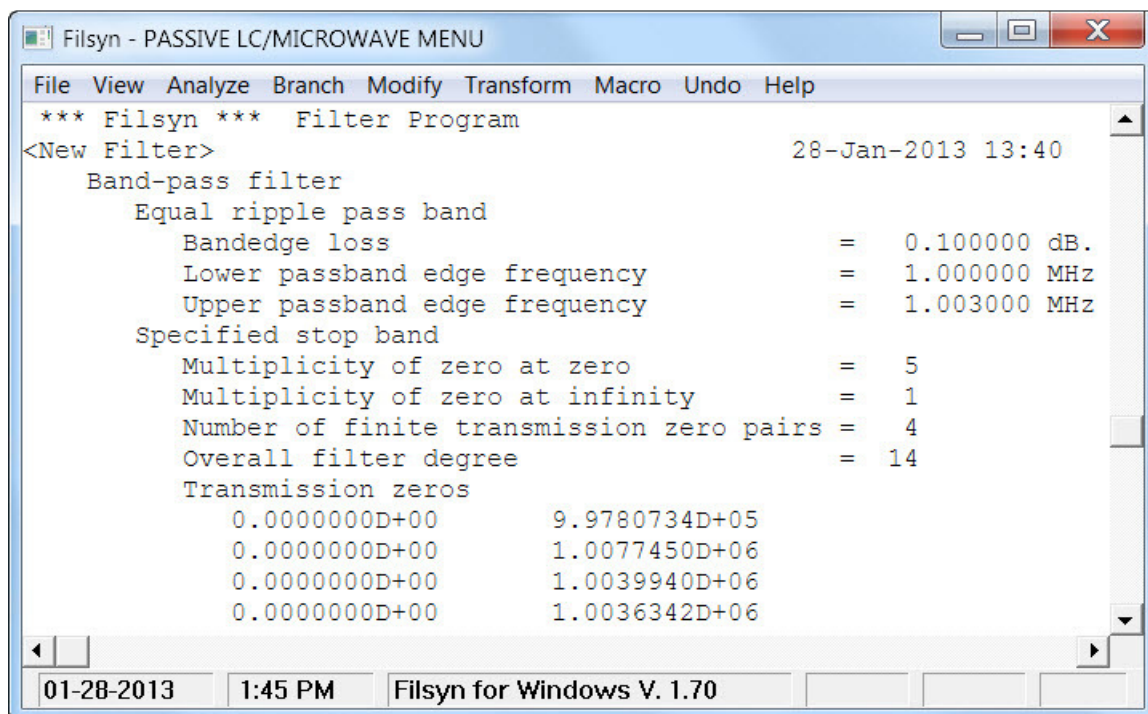 Filsyn - PASSIVE LC/MICROWAVE MENU
File View Analyze Branch Modify Transform Macro Undo Help
*** Filsyn *** Filter Program
<New Filter> 28-Jan-2013 13:40
Band-pass filter
Equal ripple pass band
Bandedge loss = 0.100000 dB.
Lower passband edge frequency = 1.000000 MHz
Upper passband edge frequency = 1.003000 MHz
Specified stop band
Multiplicity of zero at zero = 5
Multiplicity of zero at infinity = 1
Number of finite transmission zero pairs = 4
Overall filter degree = 14
Transmission zeros
0.0000000D+00 9.9780734D+05
0.0000000D+00 1.0077450D+06
0.0000000D+00 1.0039940D+06
0.0000000D+00 1.0036342D+06
01-28-2013 1:45 PM Filsyn for Windows V. 1.70